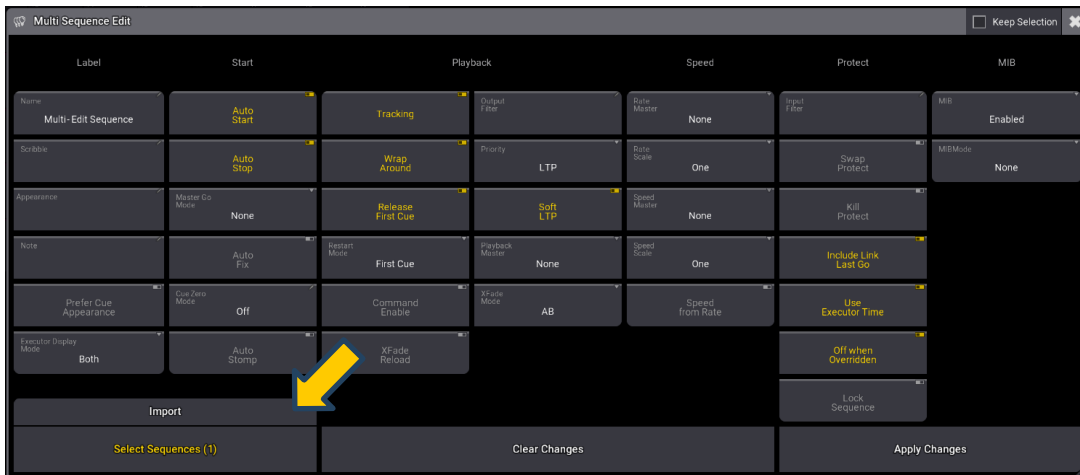 Multi Sequence Edit
Keep Selection
Label
Start
Playback
Speed
Protect
MIB
Name
Multi-Edit Sequence
Auto
Start
Tracking
Output
Filter
Rate
Master
None
Input
Filter
MIB
Enabled
Scribble
Auto
Stop
Wrap
Around
Priority
LTP
Rate
Scale
One
Swap
Protect
MIBMode
None
Appearance
Master Go
Mode
None
Release
First Cue
Soft
LTP
Speed
Master
None
Kill
Protect
Note
Auto
Fix
Restart
Mode
First Cue
Playback
Master
None
Speed
Scale
One
Include Link
Last Go
Prefer Cue
Appearance
Cue Zero
Mode
Off
Command
Enable
XFade
Mode
AB
Speed
from Rate
Use
Executor Time
Executor Display
Mode
Both
Auto
Stomp
XFade
Reload
Off when
Overridden
Lock
Sequence
Import
Select Sequences (1)
Clear Changes
Apply Changes